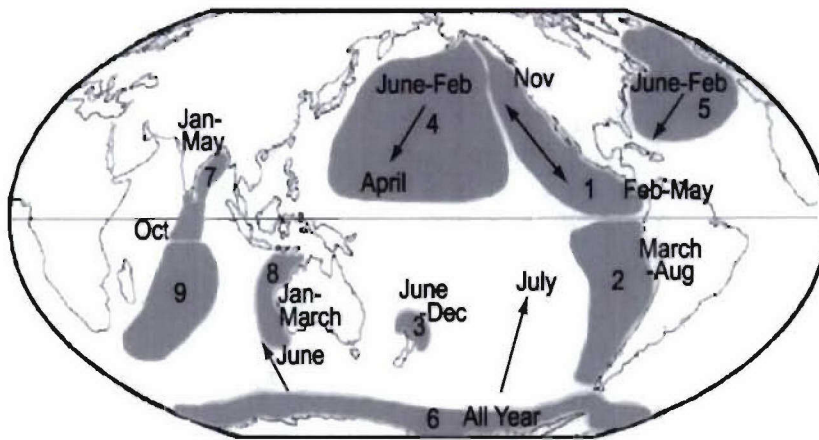 June-Feb
4
April
Nov
1
Feb-May
June-Feb
5
Jan-
May
7
Oct
9
8
Jan-
March
June
June
-Dec
3
July
March
-Aug
2
6
All Year